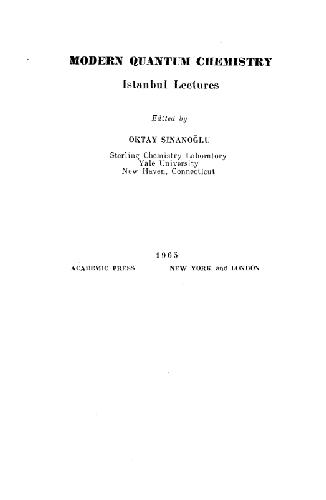 MODERN QUANTUM CHEMISTRY
Istanbul Lectures
Edited by
OKTAY SINANOĞLU
Sterling Chemistry Laboratory
Yale University
New Haven, Connecticut
1965
ACADEMIC PRESS NEW YORK and LONDON